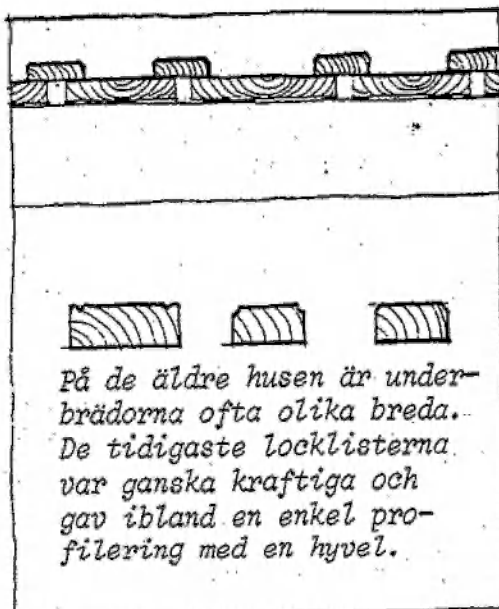 På de äldre husen är under-
brädorna ofta olika breda.
De tidigaste locklisterna
var ganska kraftiga och
gav ibland en enkel pro-
filering med en hyvel.